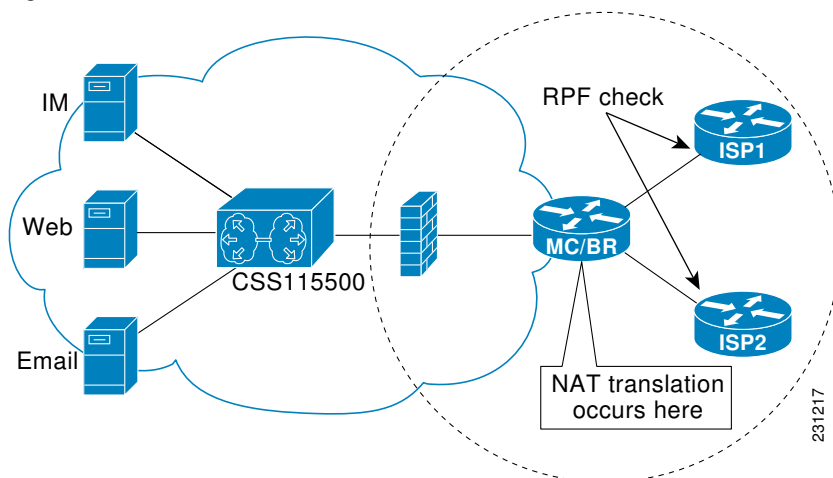 IM
RPF check
ISP1
Web
MC/BR
CSS115500
ISP2
Email
NAT translation
occurs here
231217